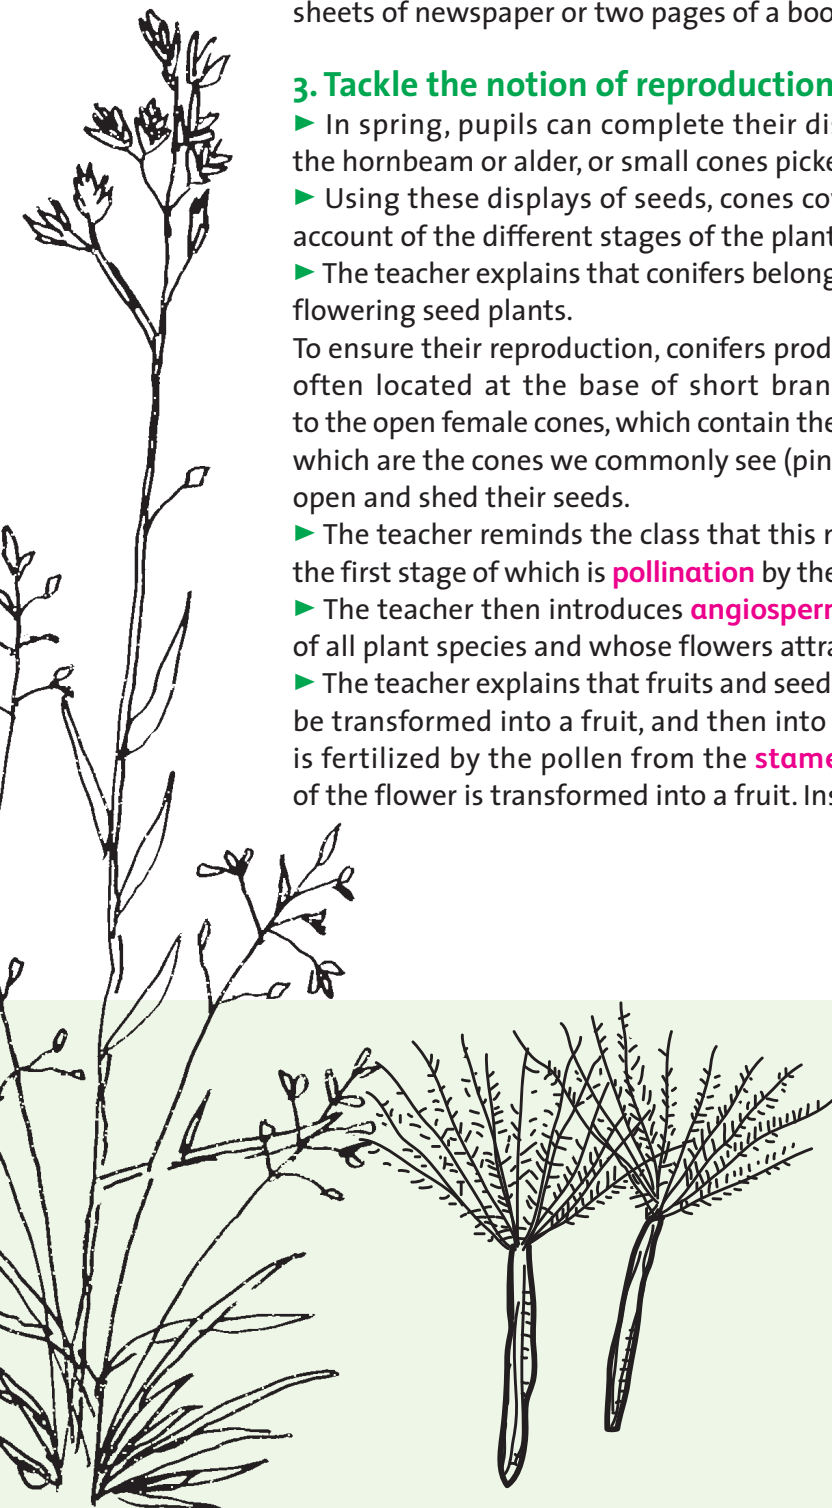 sheets of newspaper or two pages of a boo
3. Tackle the notion of reproduction
► In spring, pupils can complete their di
the hornbeam or alder, or small cones picke
► Using these displays of seeds, cones co
account of the different stages of the plant
► The teacher explains that conifers belong
flowering seed plants.
To ensure their reproduction, conifers prod
often located at the base of short bran
to the open female cones, which contain the
which are the cones we commonly see (pin
open and shed their seeds.
► The teacher reminds the class that this r
the first stage of which is pollination by the
► The teacher then introduces angiosperm
of all plant species and whose flowers attra
► The teacher explains that fruits and seed
be transformed into a fruit, and then into
is fertilized by the pollen from the stame
of the flower is transformed into a fruit. Ins